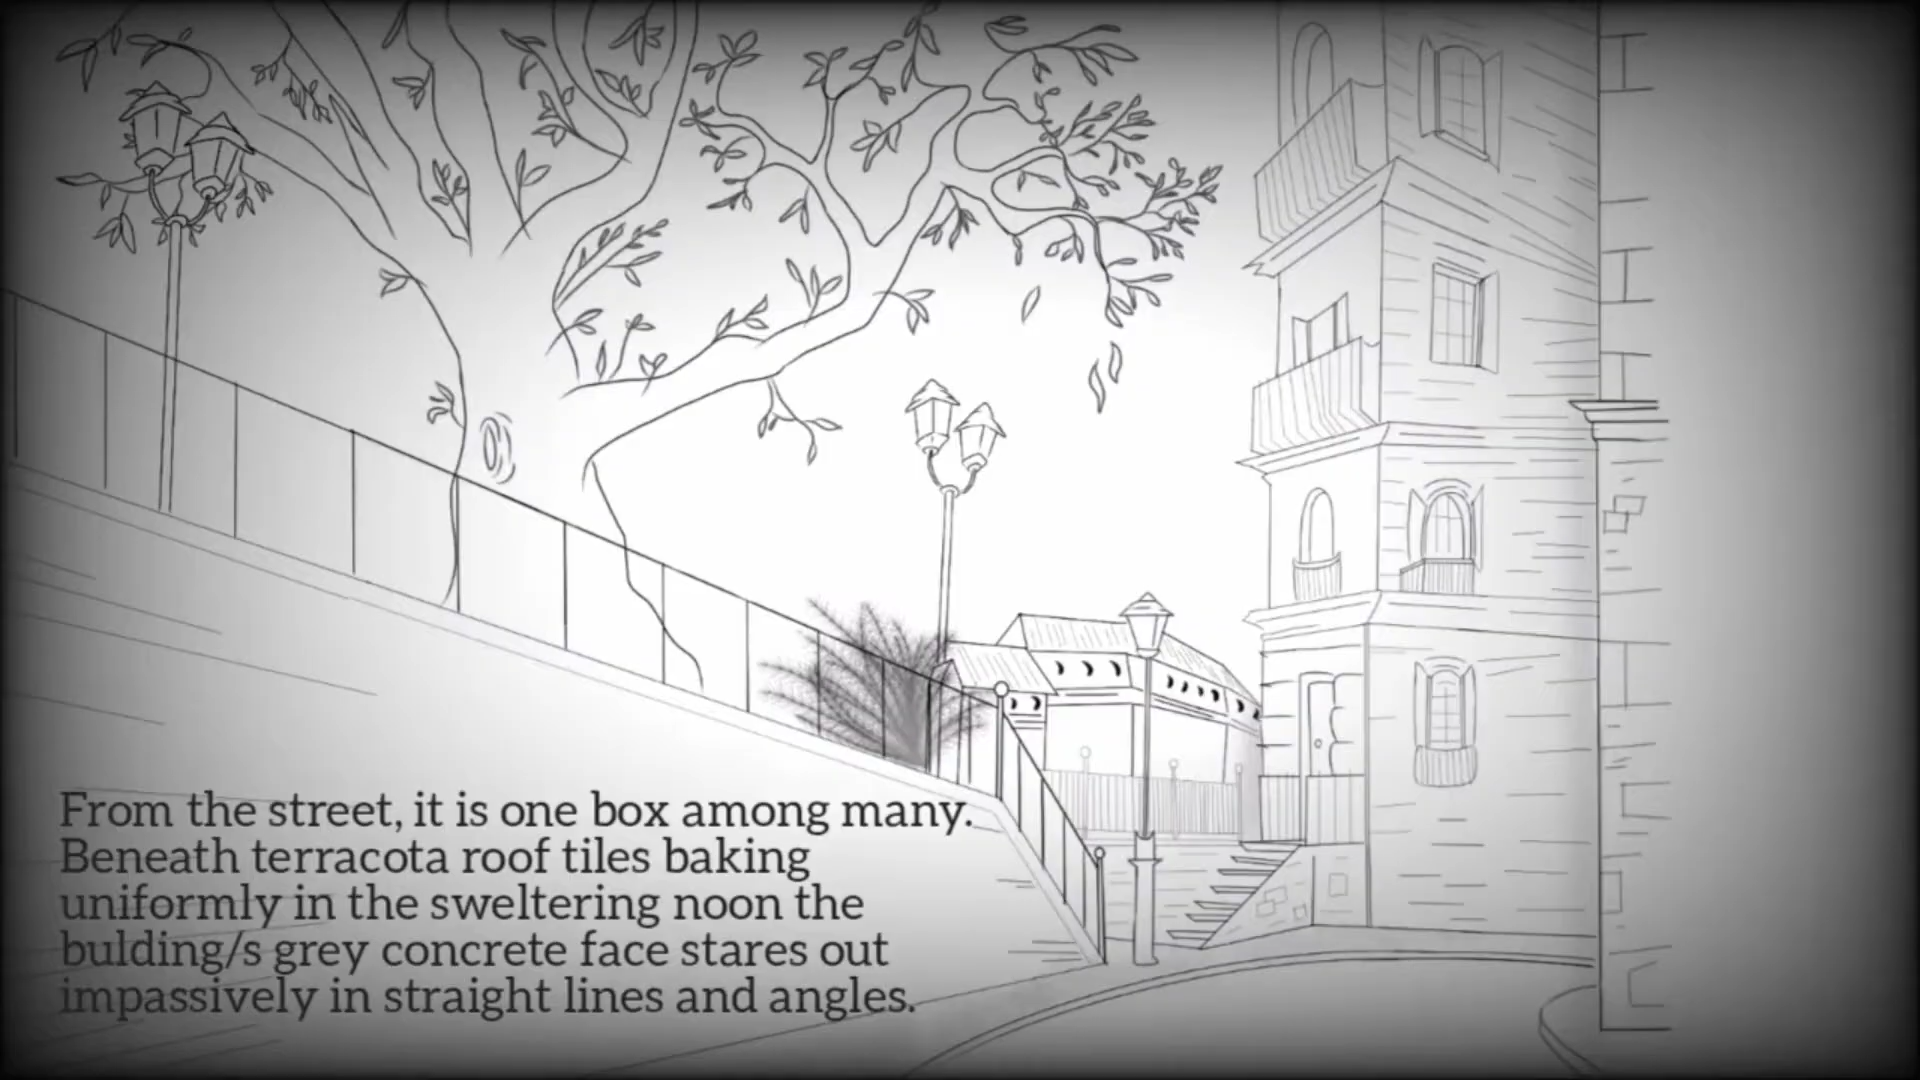 From the street, it is one box among many.
Beneath terracota roof tiles baking
uniformly in the sweltering noon the
bulding/s grey concrete face stares out
impassively in straight lines and angles.